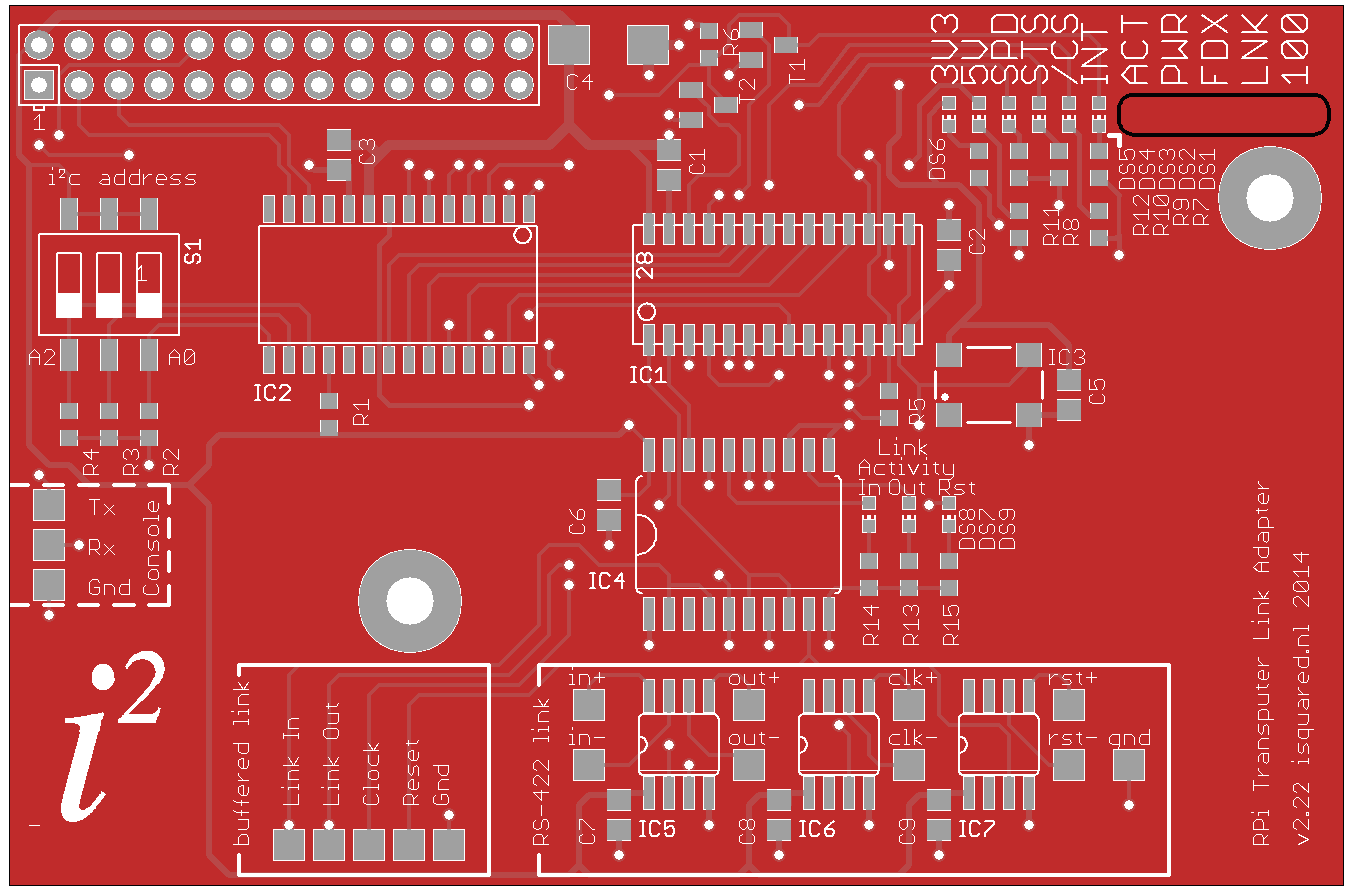 3V3
5V
SPD
STS
/CS
INT
ACT
PWR
FDX
LNK
100
R6
T1
C4
T2
1
C3
C1
DS6
DS5
DS4
DS3
DS2
DS1
i²c address
R12
R10
R9
R7
R11
R8
S1
C2
28
1
A2
A0
IC2
IC1
IC3
C5
R1
R5
R4
R3
R2
Link
Activity
In Out Rst
Tx
Rx
Gnd
Console
C6
DS8
DS7
DS9
IC4
R14
R13
R15
RPi Transputer Link Adapter
v2.22 isquared.nl 2014
i2
buffered link
Link In
Link Out
Clock
Reset
Gnd
RS-422 link
in+
out+
clk+
rst+
in-
out-
clk-
rst-
gnd
C7
IC5
C8
IC6
C9
IC7